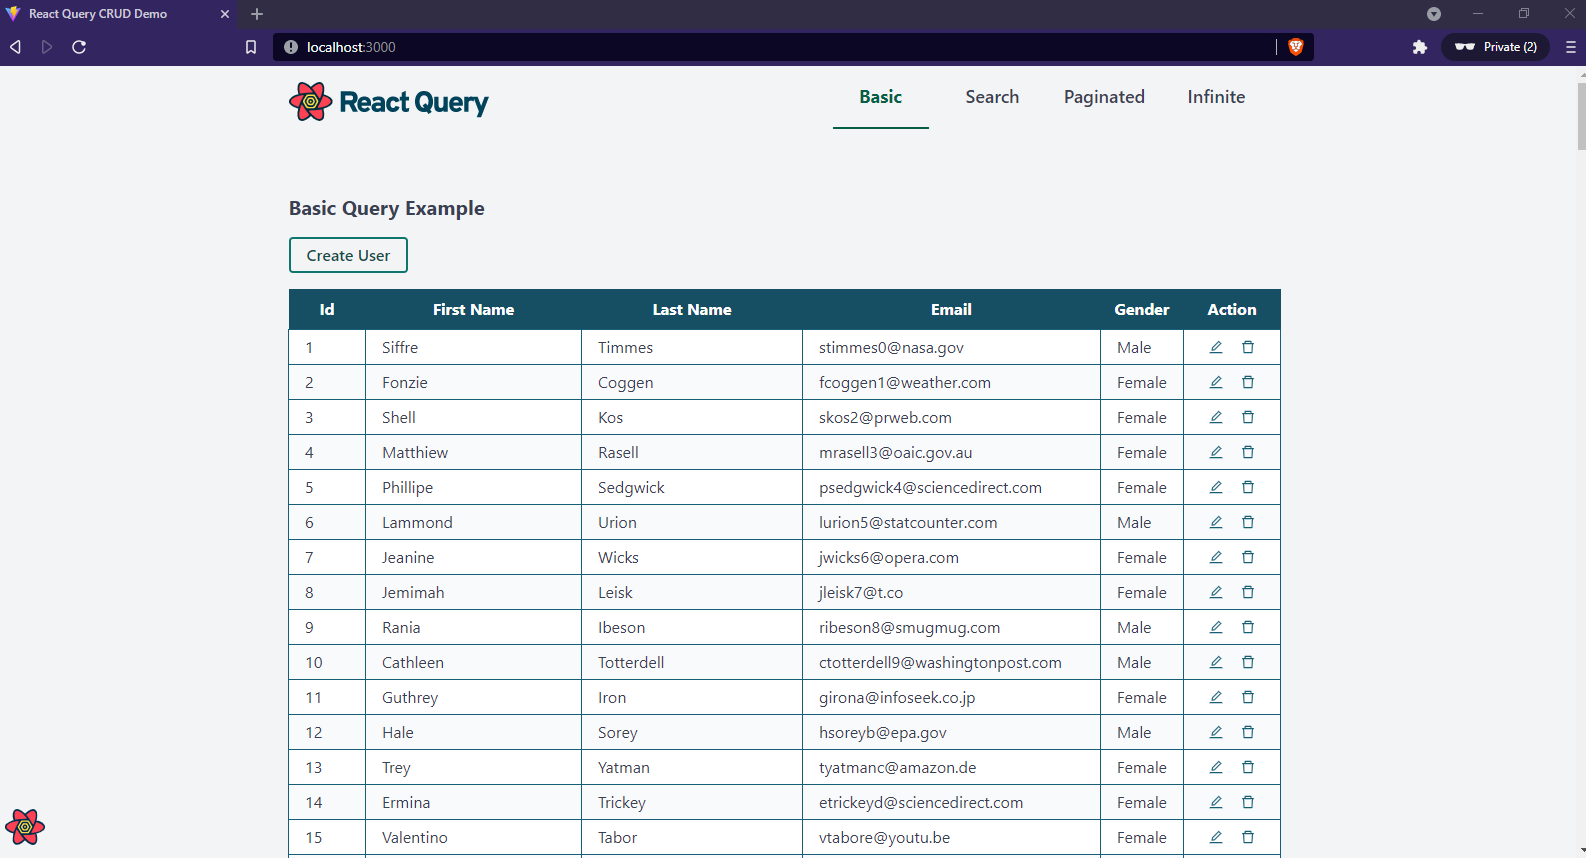 React Query CRUD Demo
localhost:3000
Private (2)
React Query
Basic Search Paginated Infinite
Basic Query Example
Create User
Id First Name Last Name Email Gender Action
1 Siffre Timmes stimmes0@nasa.gov Male
2 Fonzie Coggen fcoggen1@weather.com Female
3 Shell Kos skos2@prweb.com Female
4 Matthiew Rasell mrasell3@oaic.gov.au Female
5 Phillipe Sedgwick psedgwick4@sciencedirect.com Female
6 Lammond Urion lurion5@statcounter.com Male
7 Jeanine Wicks jwicks6@opera.com Female
8 Jemimah Leisk jleisk7@t.co Female
9 Rania Ibeson ribeson8@smugmug.com Male
10 Cathleen Totterdell ctotterdell9@washingtonpost.com Male
11 Guthrey Iron girona@infoseek.co.jp Female
12 Hale Sorey hsoreyb@epa.gov Male
13 Trey Yatman tyatmanc@amazon.de Female
14 Ermina Trickey etrickeyd@sciencedirect.com Female
15 Valentino Tabor vtabore@youtu.be Female